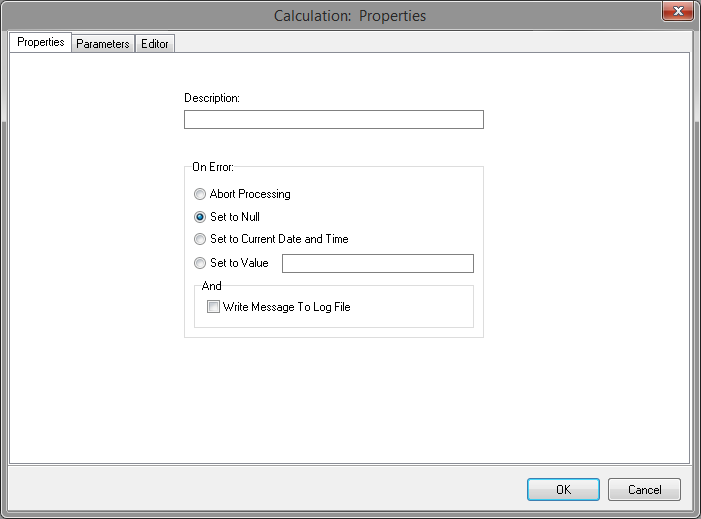 Calculation: Properties
Properties Parameters Editor
Description:
On Error:
Abort Processing
Set to Null
Set to Current Date and Time
Set to Value
And
Write Message To Log File
OK Cancel